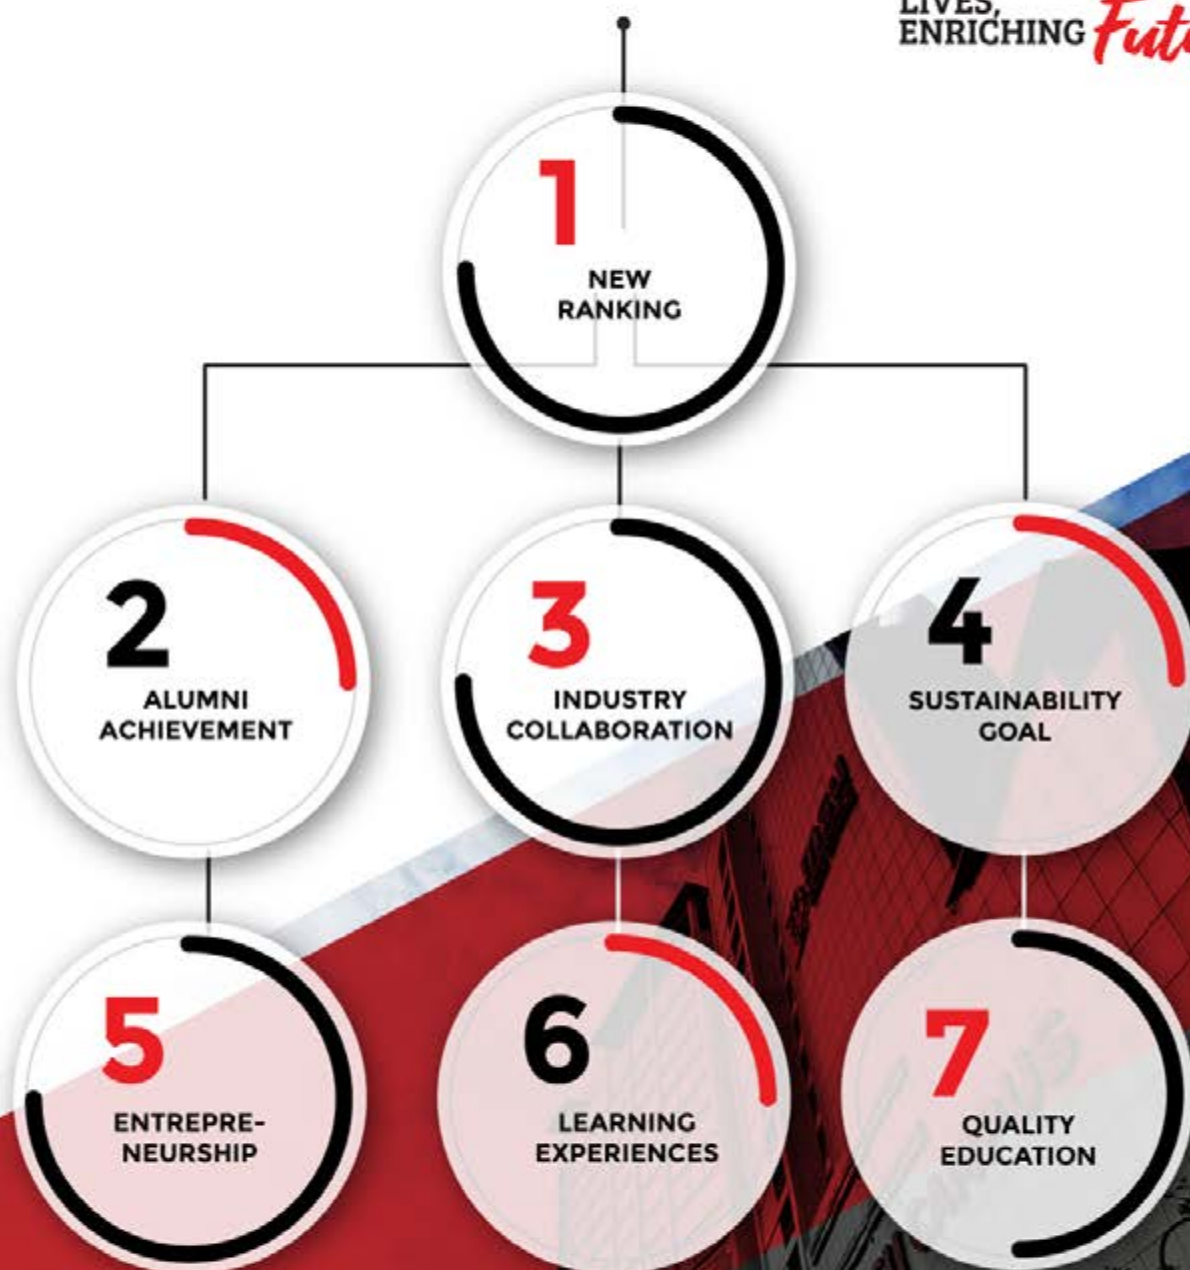 LIVES,
ENRICHING
1
NEW
RANKING
2
ALUMNI
ACHIEVEMENT
3
INDUSTRY
COLLABORATION
4
SUSTAINABILITY
GOAL
5
ENTREPRE-
NEURSHIP
6
LEARNING
EXPERIENCES
7
QUALITY
EDUCATION